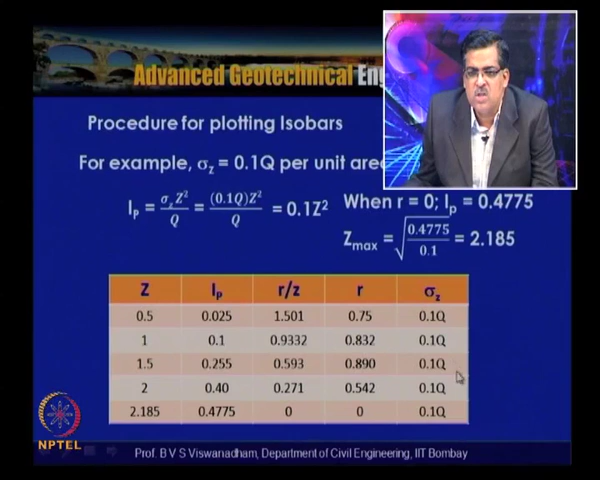 Advanced Geotechnical Eng
Procedure for plotting Isobars
For example, σz = 0.1Q per unit area
Ip = σzZ²/Q = (0.1Q)Z²/Q = 0.1Z²
When r = 0; Ip = 0.4775
Zmax = √(0.4775/0.1) = 2.185
Z Ip r/z r σz
0.5 0.025 1.501 0.75 0.1Q
1 0.1 0.9332 0.832 0.1Q
1.5 0.255 0.593 0.890 0.1Q
2 0.40 0.271 0.542 0.1Q
2.185 0.4775 0 0 0.1Q
NPTEL
Prof. B V S Viswanadham, Department of Civil Engineering, IIT Bombay